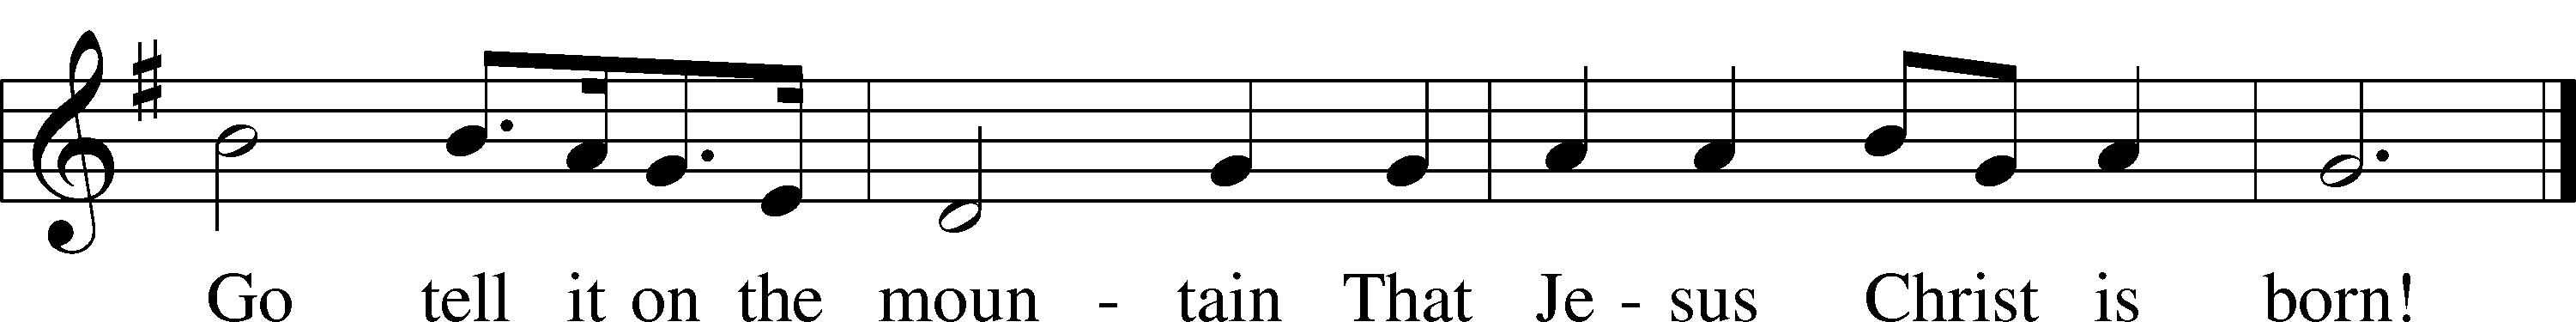 Go tell it on the moun - tain That Je - sus Christ is born!